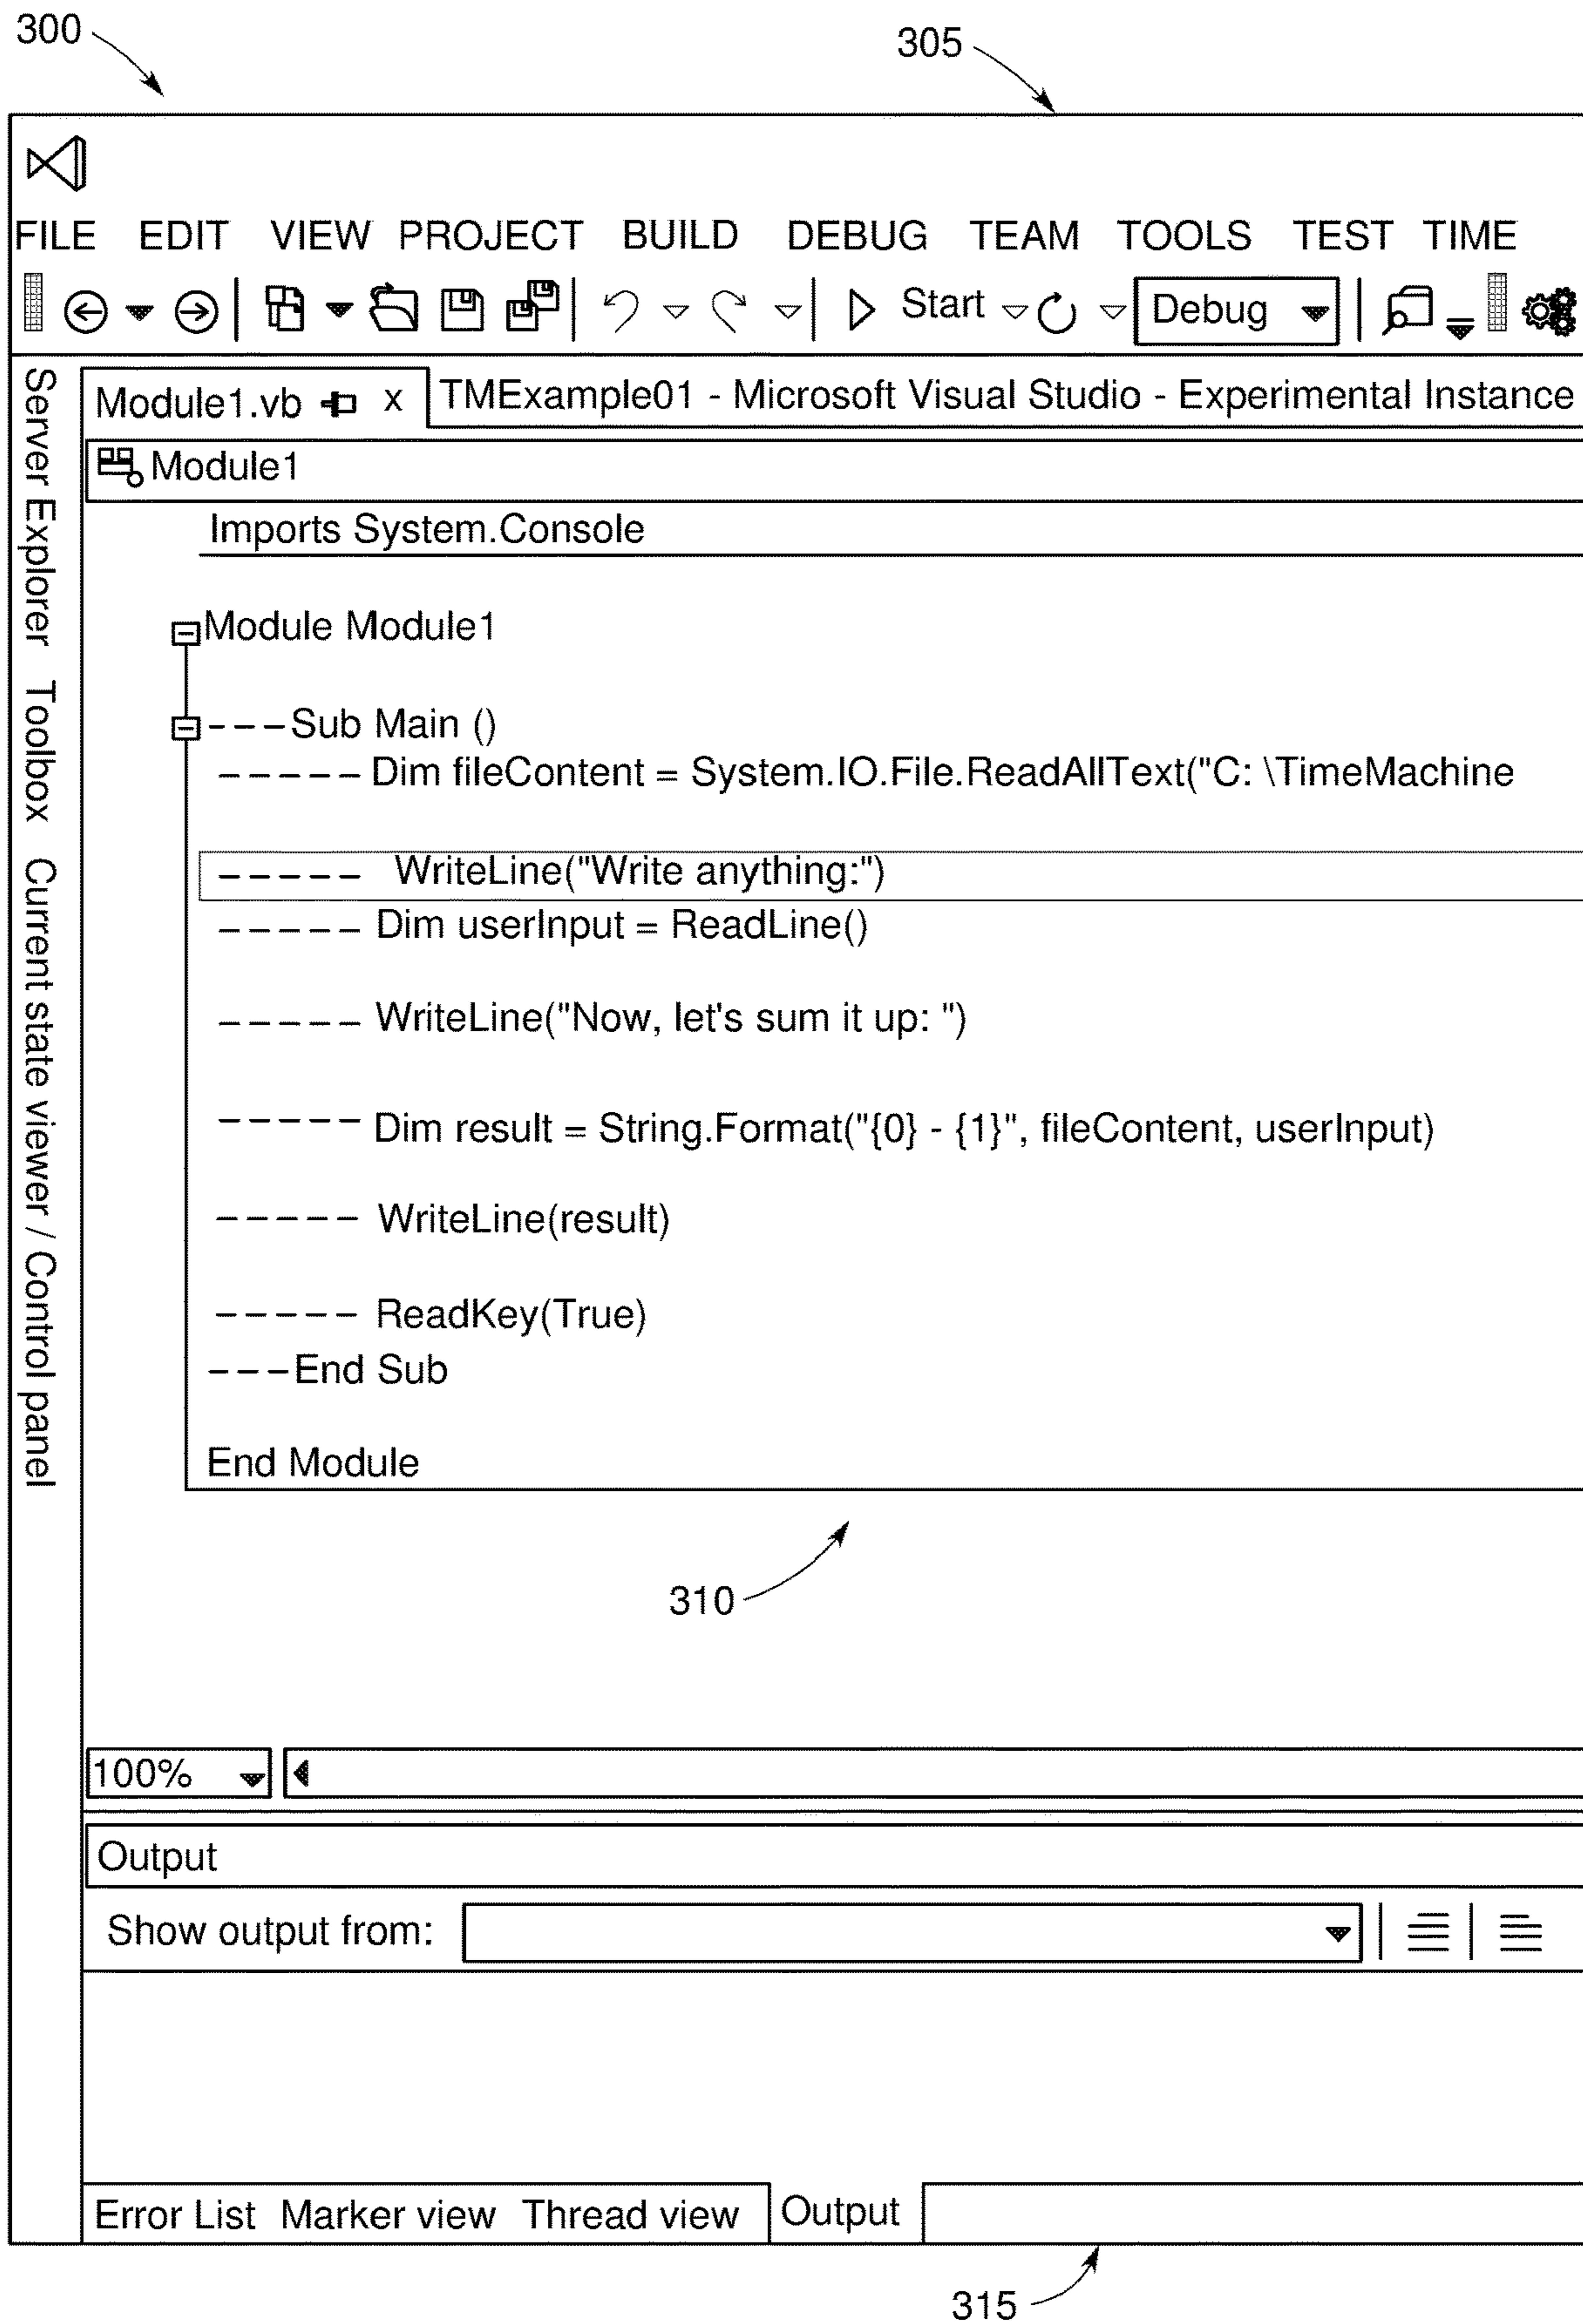 300
305
FILE EDIT VIEW PROJECT BUILD DEBUG TEAM TOOLS TEST TIME
Start Debug
Server Explorer Toolbox Current state viewer / Control panel
Module1.vb x TMExample01 - Microsoft Visual Studio - Experimental Instance
Module1
Imports System.Console
Module Module1
---Sub Main ()
----- Dim fileContent = System.IO.File.ReadAllText("C: \TimeMachine
----- WriteLine("Write anything:")
----- Dim userInput = ReadLine()
----- WriteLine("Now, let's sum it up: ")
----- Dim result = String.Format("{0} - {1}", fileContent, userInput)
----- WriteLine(result)
----- ReadKey(True)
---End Sub
End Module
310
100%
Output
Show output from:
Error List Marker view Thread view Output
315